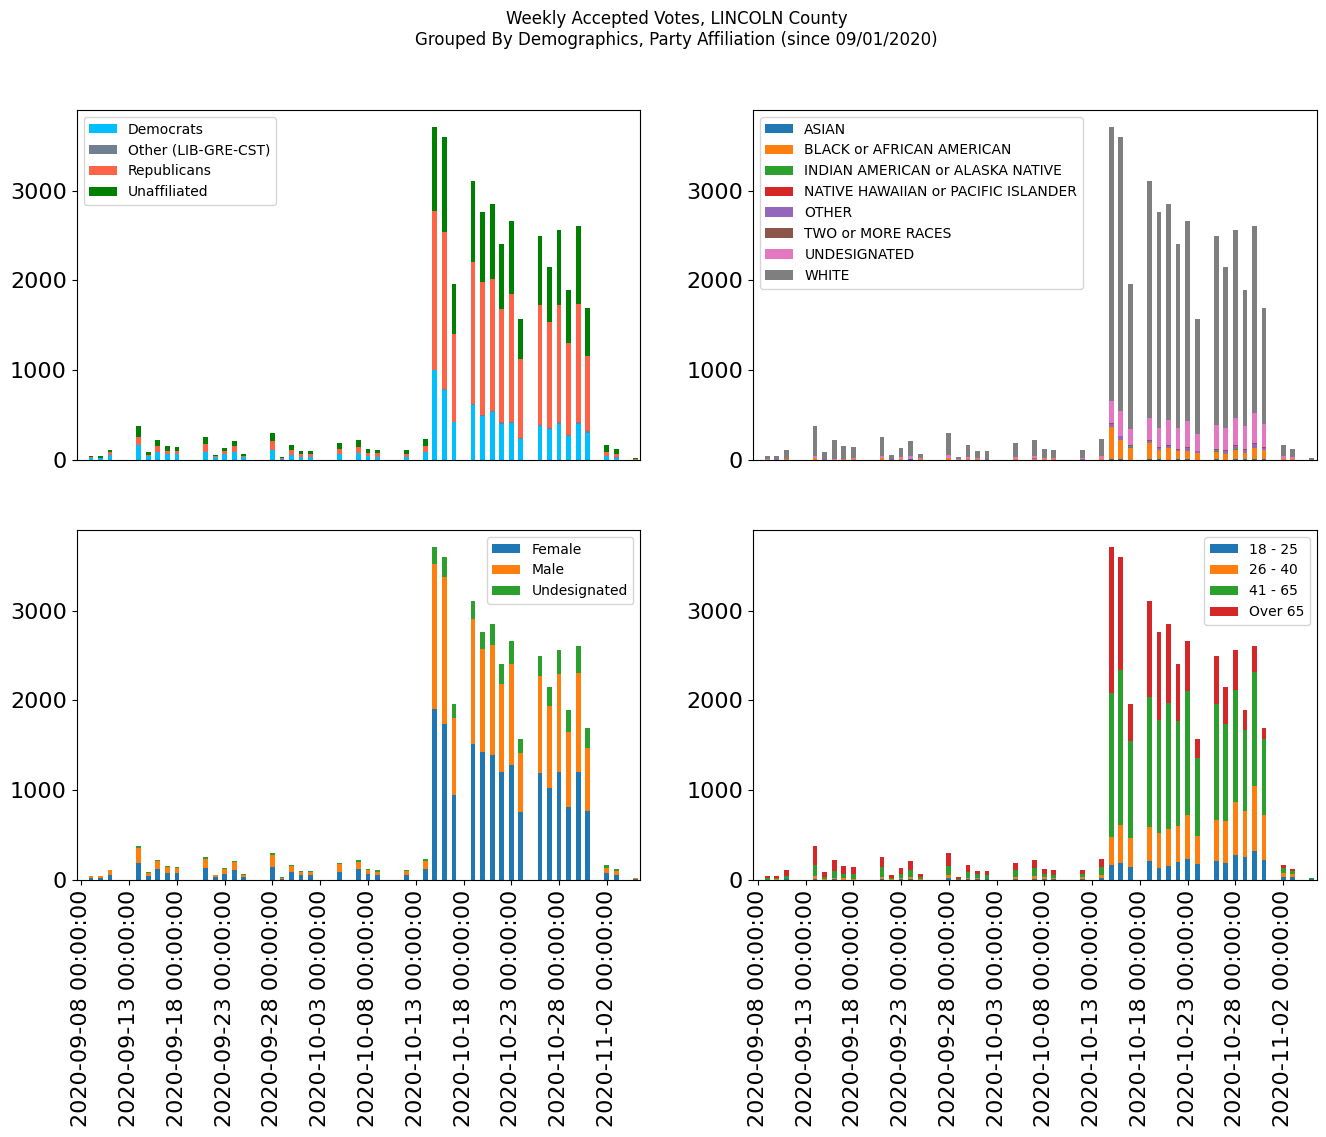 Weekly Accepted Votes, LINCOLN County
Grouped By Demographics, Party Affiliation (since 09/01/2020)
Democrats
Other (LIB-GRE-CST)
Republicans
Unaffiliated
3000
2000
1000
0
ASIAN
BLACK or AFRICAN AMERICAN
INDIAN AMERICAN or ALASKA NATIVE
NATIVE HAWAIIAN or PACIFIC ISLANDER
OTHER
TWO or MORE RACES
UNDESIGNATED
WHITE
3000
2000
1000
0
Female
Male
Undesignated
3000
2000
1000
0
2020-09-08 00:00:00
2020-09-13 00:00:00
2020-09-18 00:00:00
2020-09-23 00:00:00
2020-09-28 00:00:00
2020-10-03 00:00:00
2020-10-08 00:00:00
2020-10-13 00:00:00
2020-10-18 00:00:00
2020-10-23 00:00:00
2020-10-28 00:00:00
2020-11-02 00:00:00
18 - 25
26 - 40
41 - 65
Over 65
3000
2000
1000
0
2020-09-08 00:00:00
2020-09-13 00:00:00
2020-09-18 00:00:00
2020-09-23 00:00:00
2020-09-28 00:00:00
2020-10-03 00:00:00
2020-10-08 00:00:00
2020-10-13 00:00:00
2020-10-18 00:00:00
2020-10-23 00:00:00
2020-10-28 00:00:00
2020-11-02 00:00:00